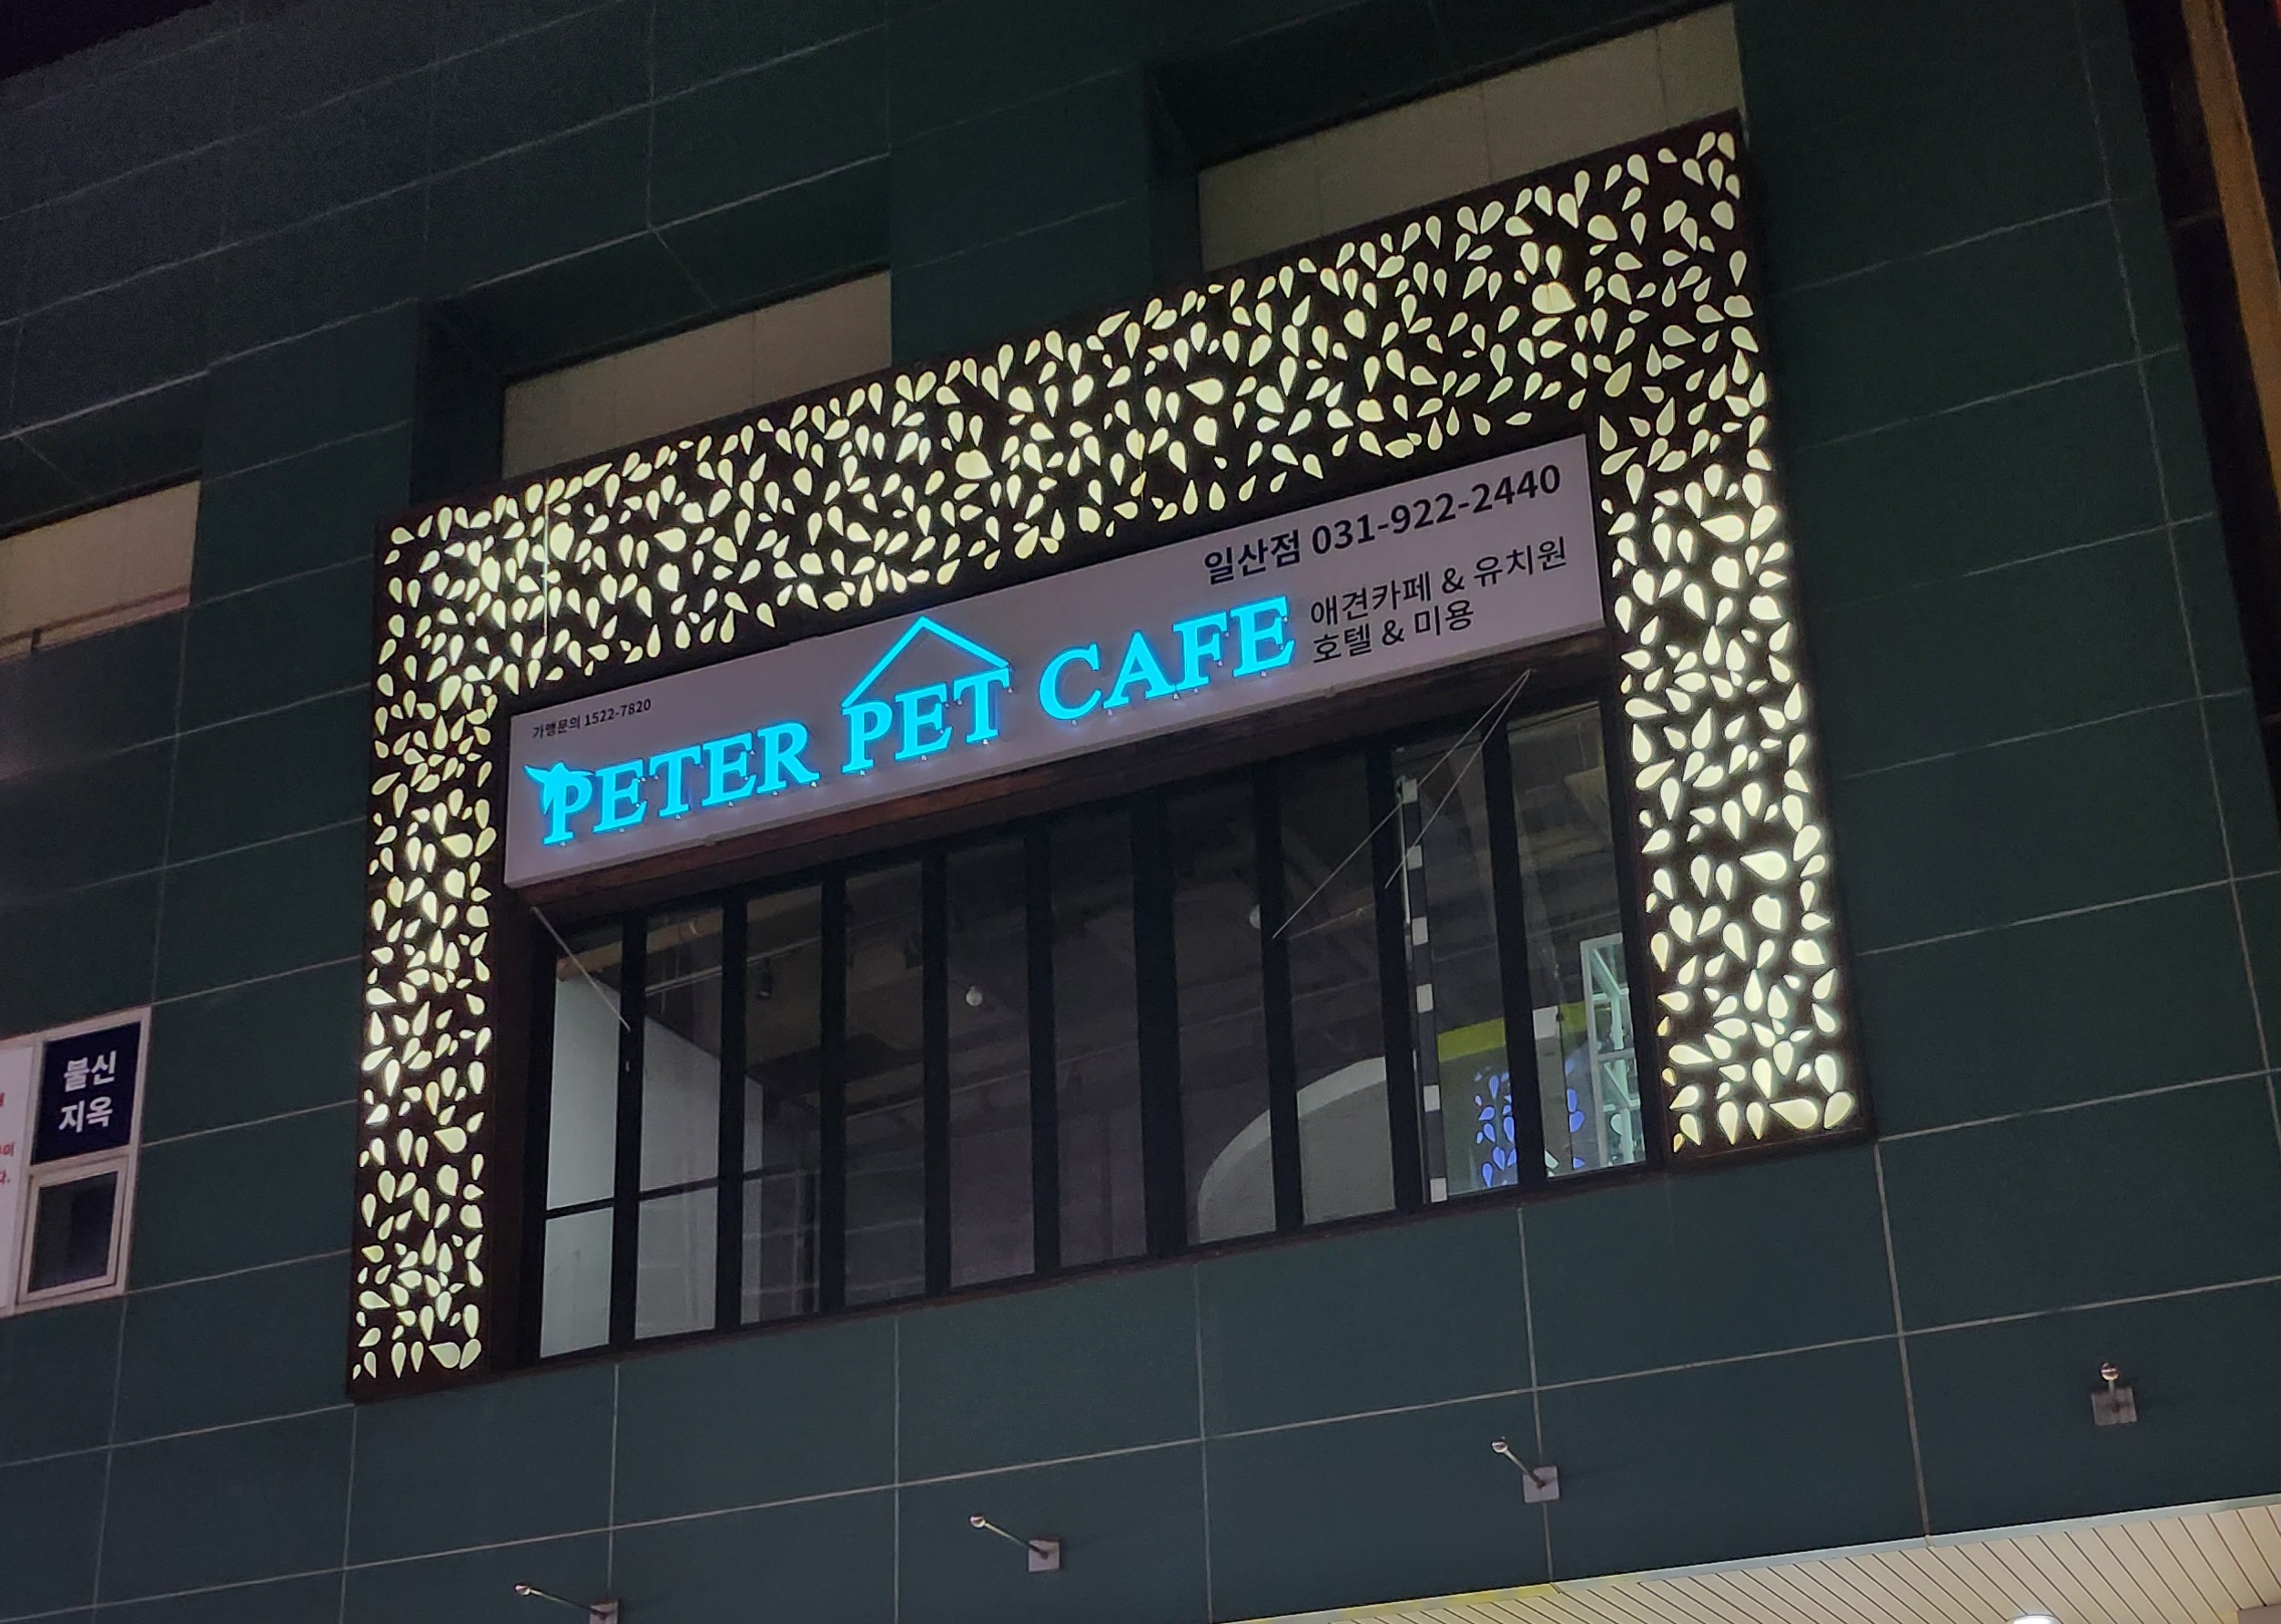 일산점 031-922-2440
가맹문의 1522-7820
PETER PET CAFE
애견카페 & 유치원
호텔 & 미용
불신
지옥